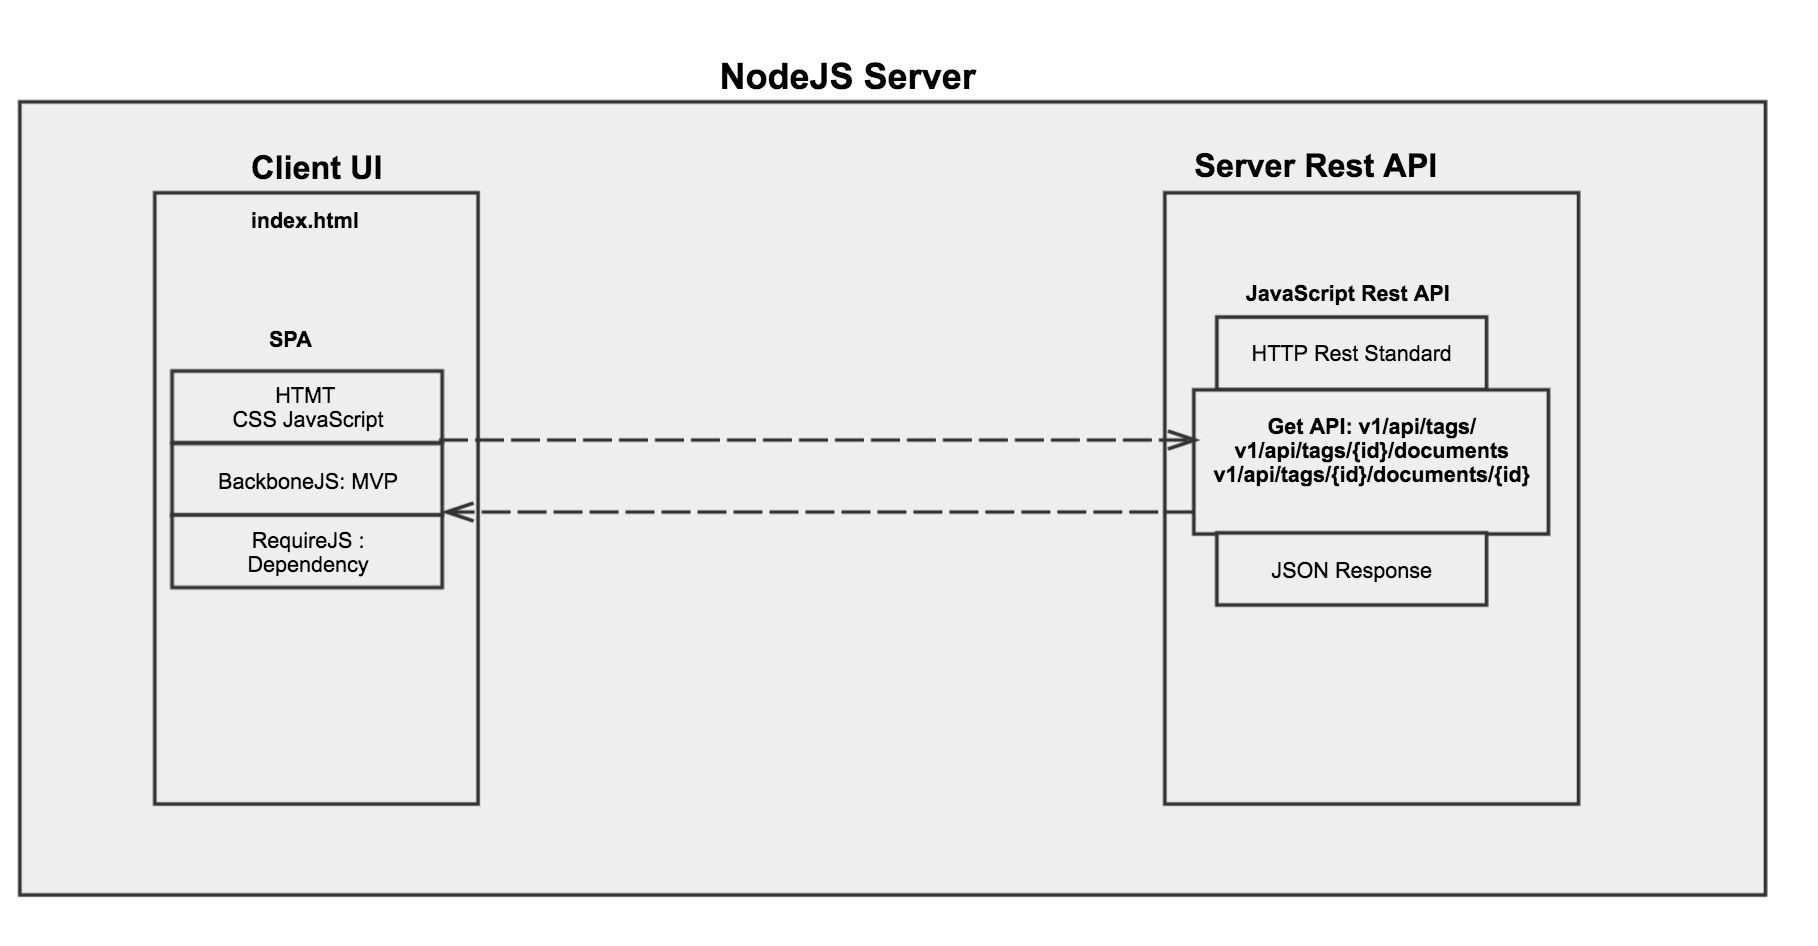 NodeJS Server
Client UI
index.html
SPA
HTMT
CSS JavaScript
BackboneJS: MVP
RequireJS :
Dependency
Server Rest API
JavaScript Rest API
HTTP Rest Standard
Get API: v1/api/tags/
v1/api/tags/{id}/documents
v1/api/tags/{id}/documents/{id}
JSON Response